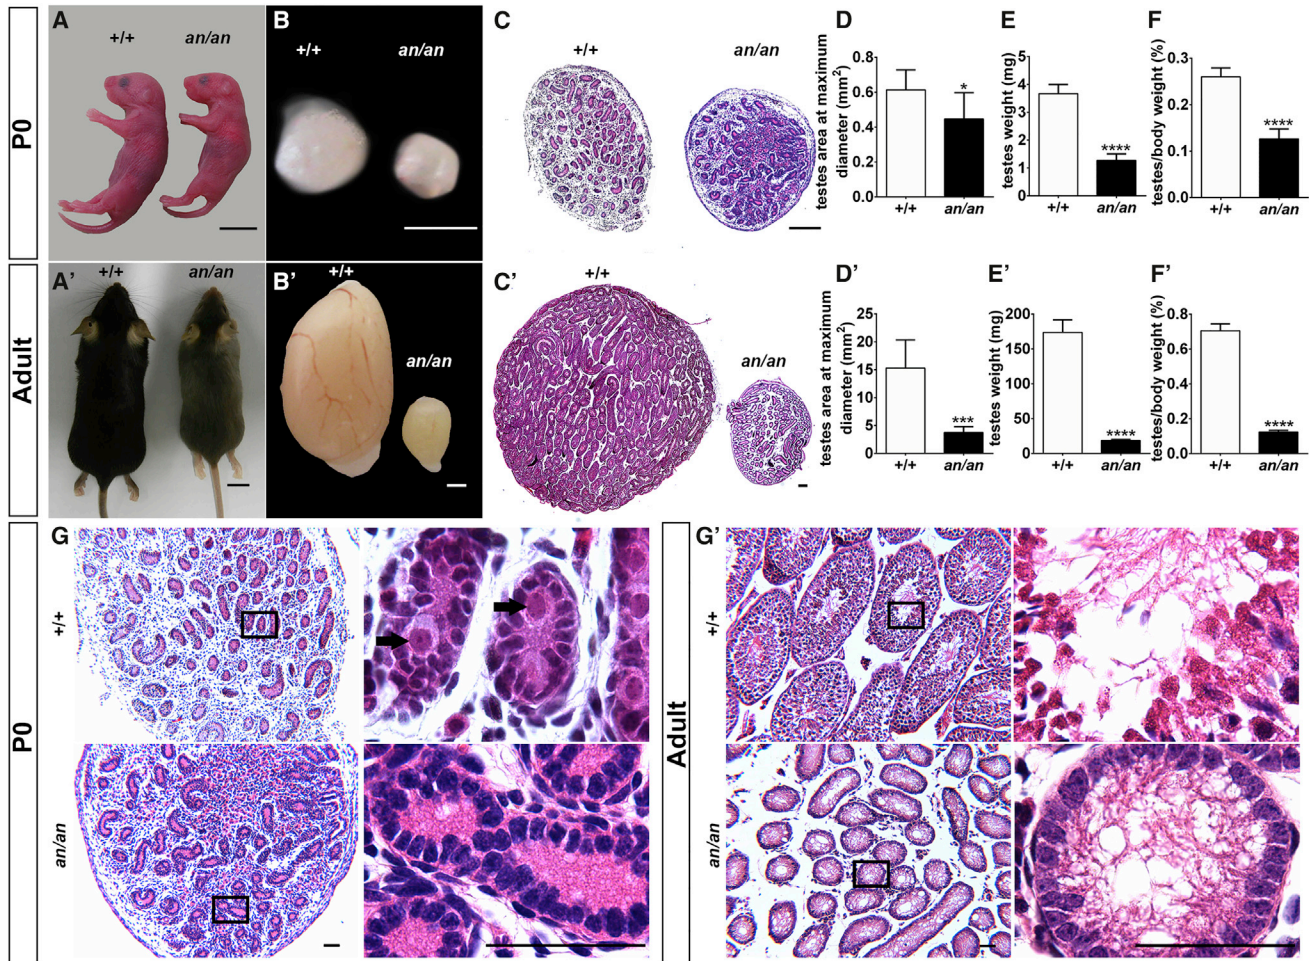 P0
A
+/+
an/an
B
+/+
an/an
C
+/+
an/an
D
testes area at maximum
diameter (mm2)
0.8
0.6
0.4
0.2
0.0
*
+/+
an/an
E
testes weight (mg)
5
4
3
2
1
0
****
+/+
an/an
F
testes/body weight (%)
0.3
0.2
0.1
0.0
****
+/+
an/an
Adult
A'
+/+
an/an
B'
+/+
an/an
C'
+/+
an/an
D'
testes area at maximum
diameter (mm2)
25
20
15
10
5
0
***
+/+
an/an
E'
testes weight (mg)
200
150
100
50
0
****
+/+
an/an
F'
testes/body weight (%)
0.8
0.6
0.4
0.2
0.0
****
+/+
an/an
P0
G
+/+
an/an
Adult
G'
+/+
an/an